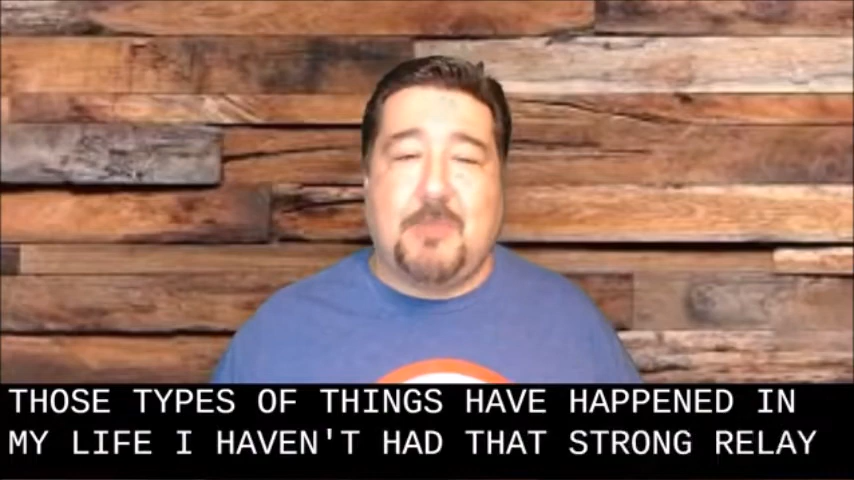 THOSE TYPES OF THINGS HAVE HAPPENED IN
MY LIFE I HAVEN'T HAD THAT STRONG RELAY